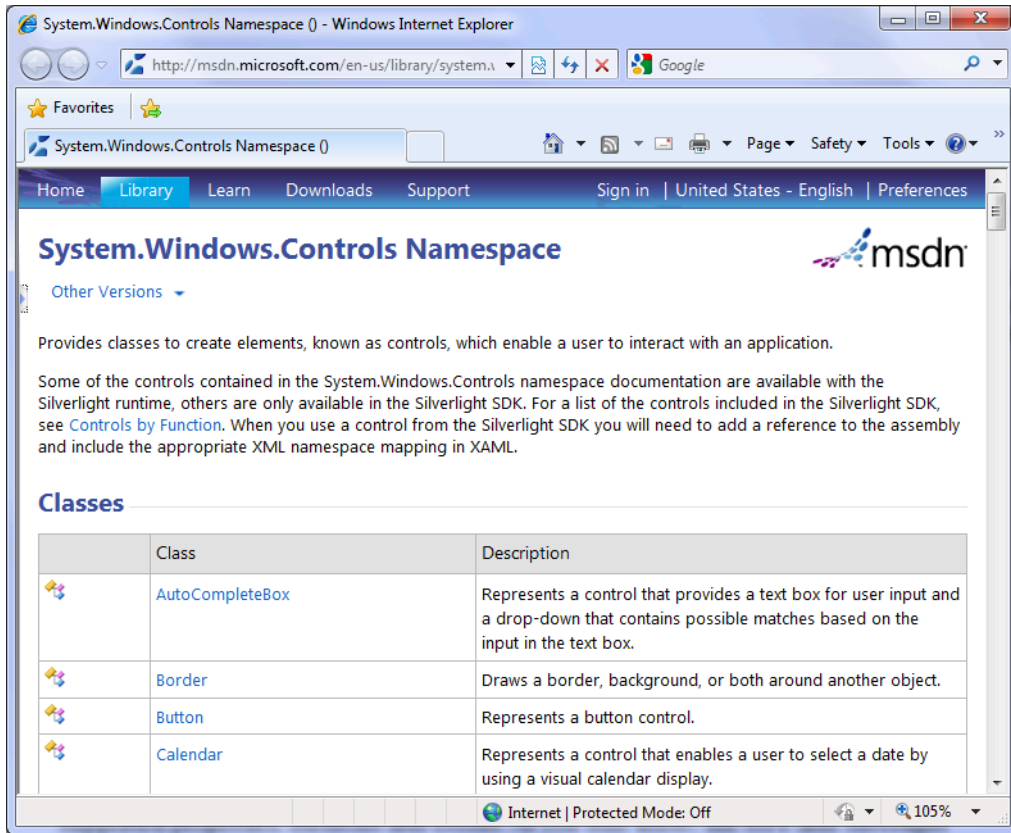 System.Windows.Controls Namespace () - Windows Internet Explorer
http://msdn.microsoft.com/en-us/library/system.
Google
Favorites
System.Windows.Controls Namespace ()
Page
Safety
Tools
Home Library Learn Downloads Support Sign in | United States - English | Preferences
System.Windows.Controls Namespace
msdn
Other Versions
Provides classes to create elements, known as controls, which enable a user to interact with an application.
Some of the controls contained in the System.Windows.Controls namespace documentation are available with the
Silverlight runtime, others are only available in the Silverlight SDK. For a list of the controls included in the Silverlight SDK,
see Controls by Function. When you use a control from the Silverlight SDK you will need to add a reference to the assembly
and include the appropriate XML namespace mapping in XAML.
Classes
Class Description
AutoCompleteBox Represents a control that provides a text box for user input and
a drop-down that contains possible matches based on the
input in the text box.
Border Draws a border, background, or both around another object.
Button Represents a button control.
Calendar Represents a control that enables a user to select a date by
using a visual calendar display.
Internet | Protected Mode: Off
105%